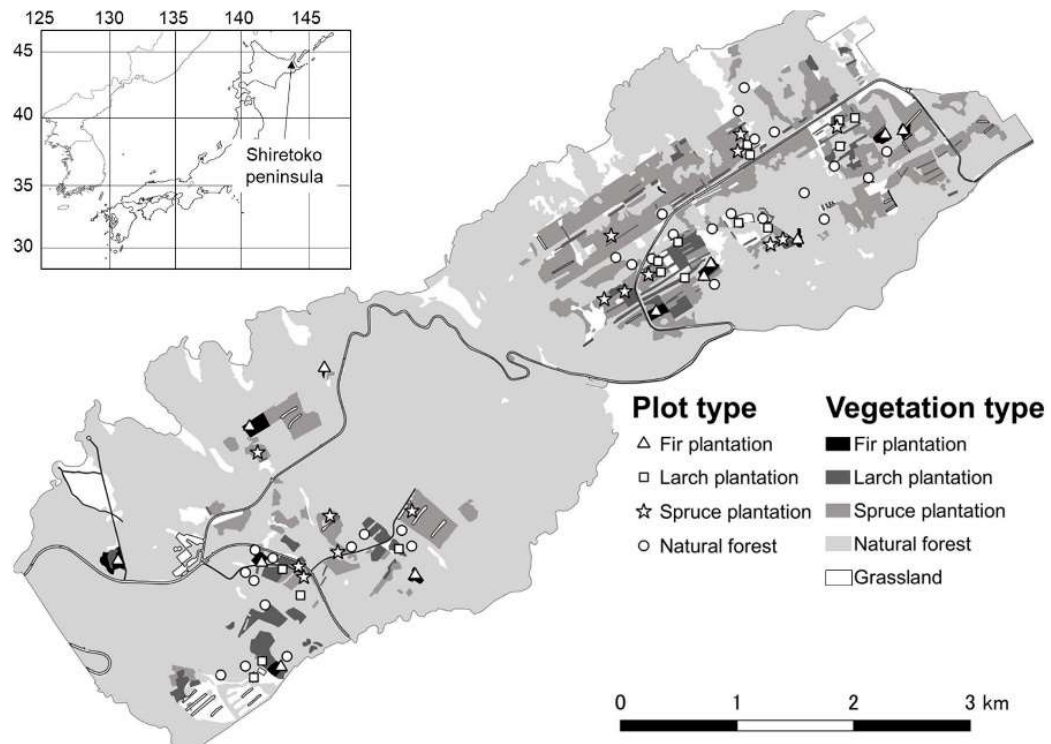 125 130 135 140 145
45
40
35
30
Shiretoko
peninsula
Plot type
Fir plantation
Larch plantation
Spruce plantation
Natural forest
Vegetation type
Fir plantation
Larch plantation
Spruce plantation
Natural forest
Grassland
0 1 2 3 km